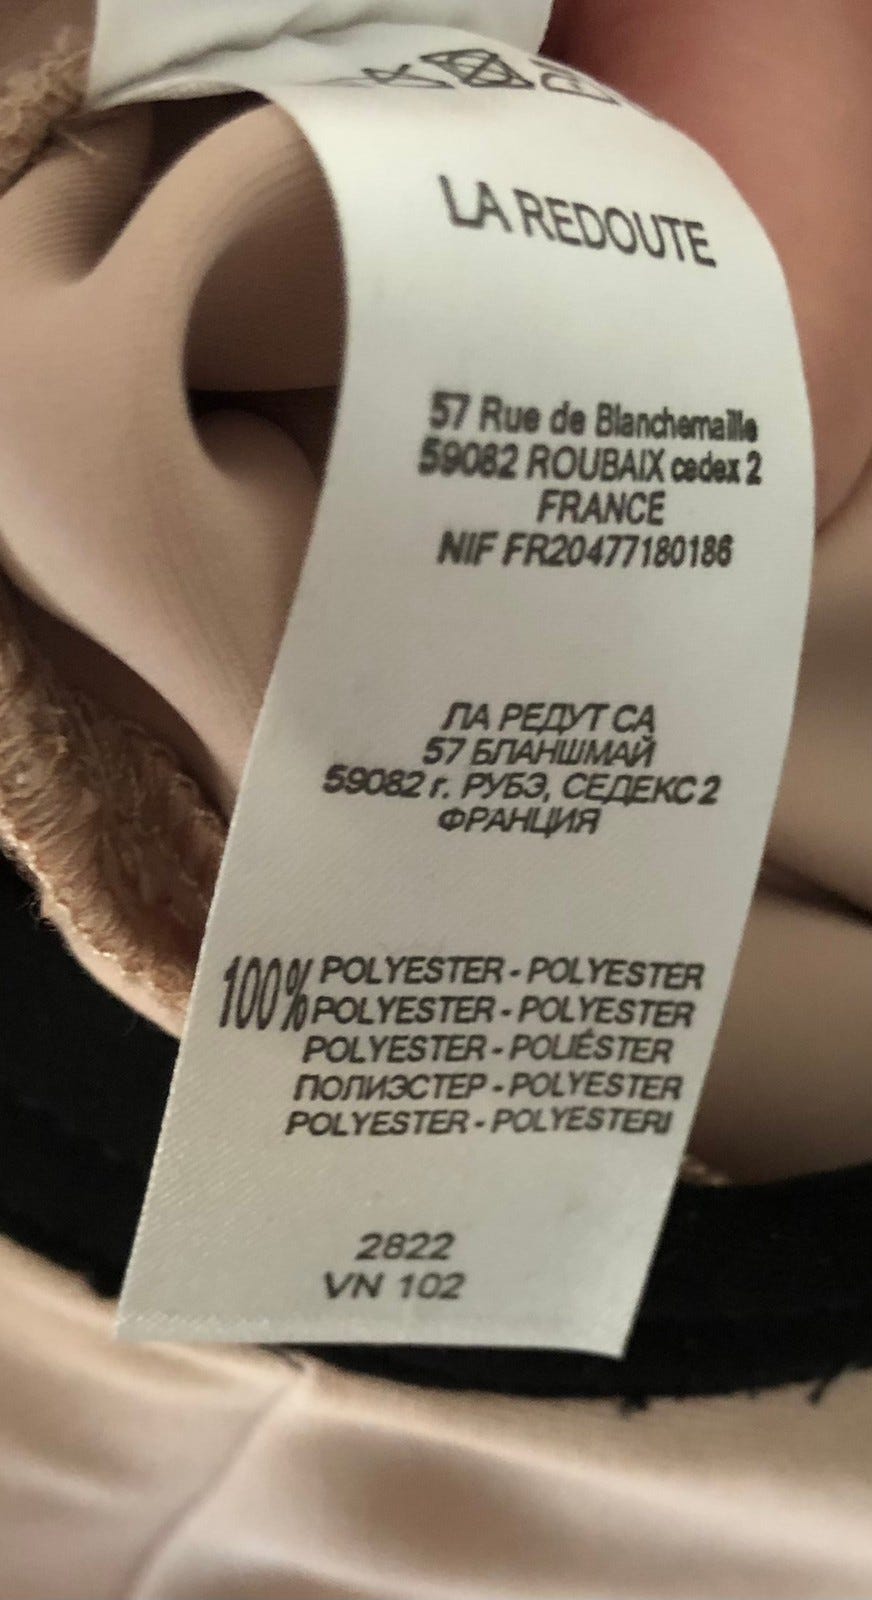 LA REDOUTE
57 Rue de Blanchemaille
59082 ROUBAIX cedex 2
FRANCE
NIF FR20477180186
ЛА РЕДУТ СА
57 БЛАНШМАЙ
59082 г. РУБЭ, СЕДЕКС 2
ФРАНЦИЯ
100% POLYESTER - POLYESTER
POLYESTER - POLYESTER
POLYESTER - POLIÉSTER
ПОЛИЭСТЕР - POLYESTER
POLYESTER - POLYESTERI
2822
VN 102